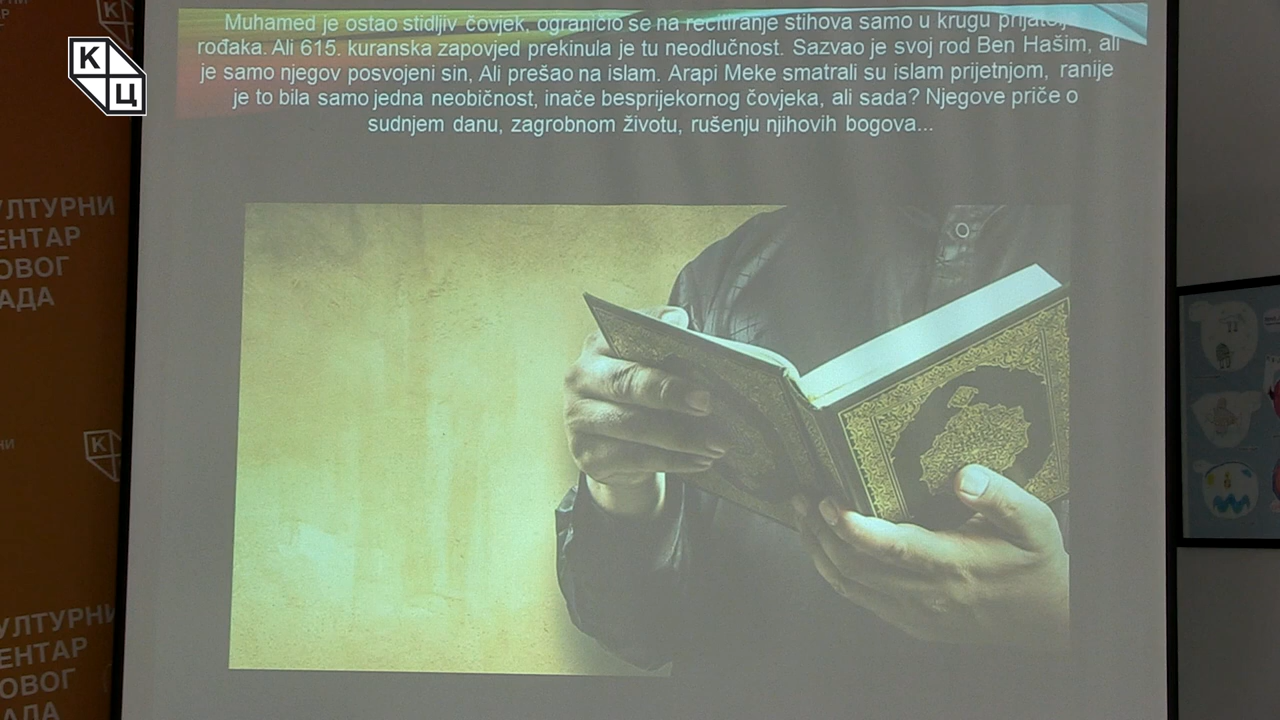 Muhamed je ostao stidljiv čovjek, ograničio se na recitiranje stihova samo u krugu
rođaka. Ali 615. kuranska zapovjed prekinula je tu neodlučnost. Sazvao je svoj rod Ben Hašim, ali
je samo njegov posvojeni sin, Ali prešao na islam. Arapi Meke smatrali su islam prijetnjom, ranije
je to bila samo jedna neobičnost, inače besprijekornog čovjeka, ali sada? Njegove priče o
sudnjem danu, zagrobnom životu, rušenju njihovih bogova...
К
Ц
УЛТУРНИ
ЕНТАР
ОВОГ
АДА
К
УЛТУРНИ
ЕНТАР
ОВОГ
АДА